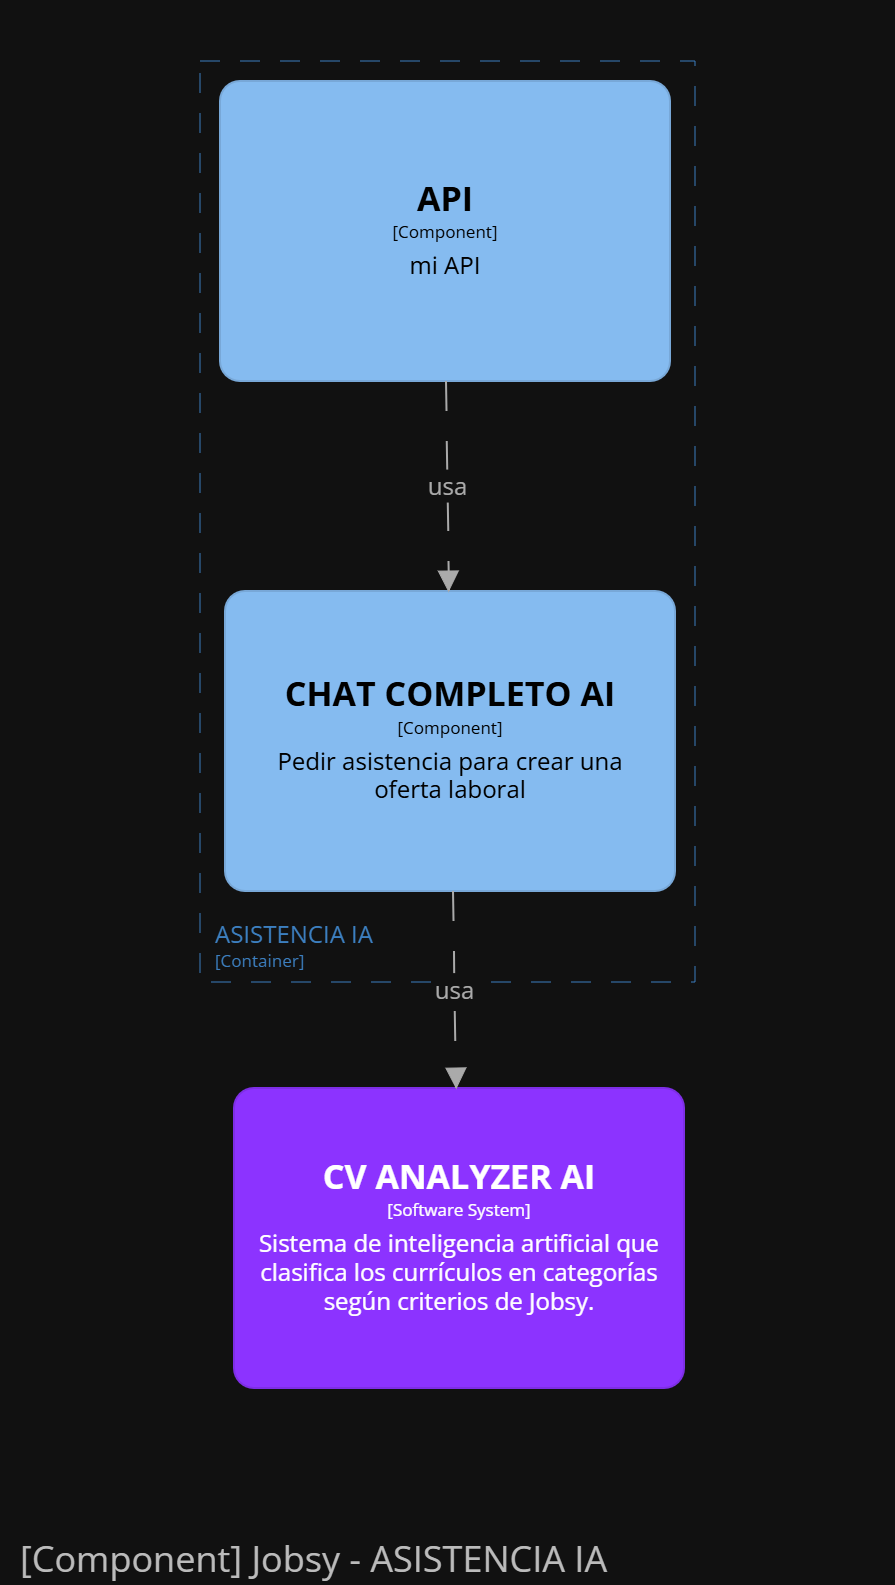 API
[Component]
mi API
usa
CHAT COMPLETO AI
[Component]
Pedir asistencia para crear una
oferta laboral
ASISTENCIA IA
[Container]
usa
CV ANALYZER AI
[Software System]
Sistema de inteligencia artificial que
clasifica los currículos en categorías
según criterios de Jobsy.
[Component] Jobsy - ASISTENCIA IA